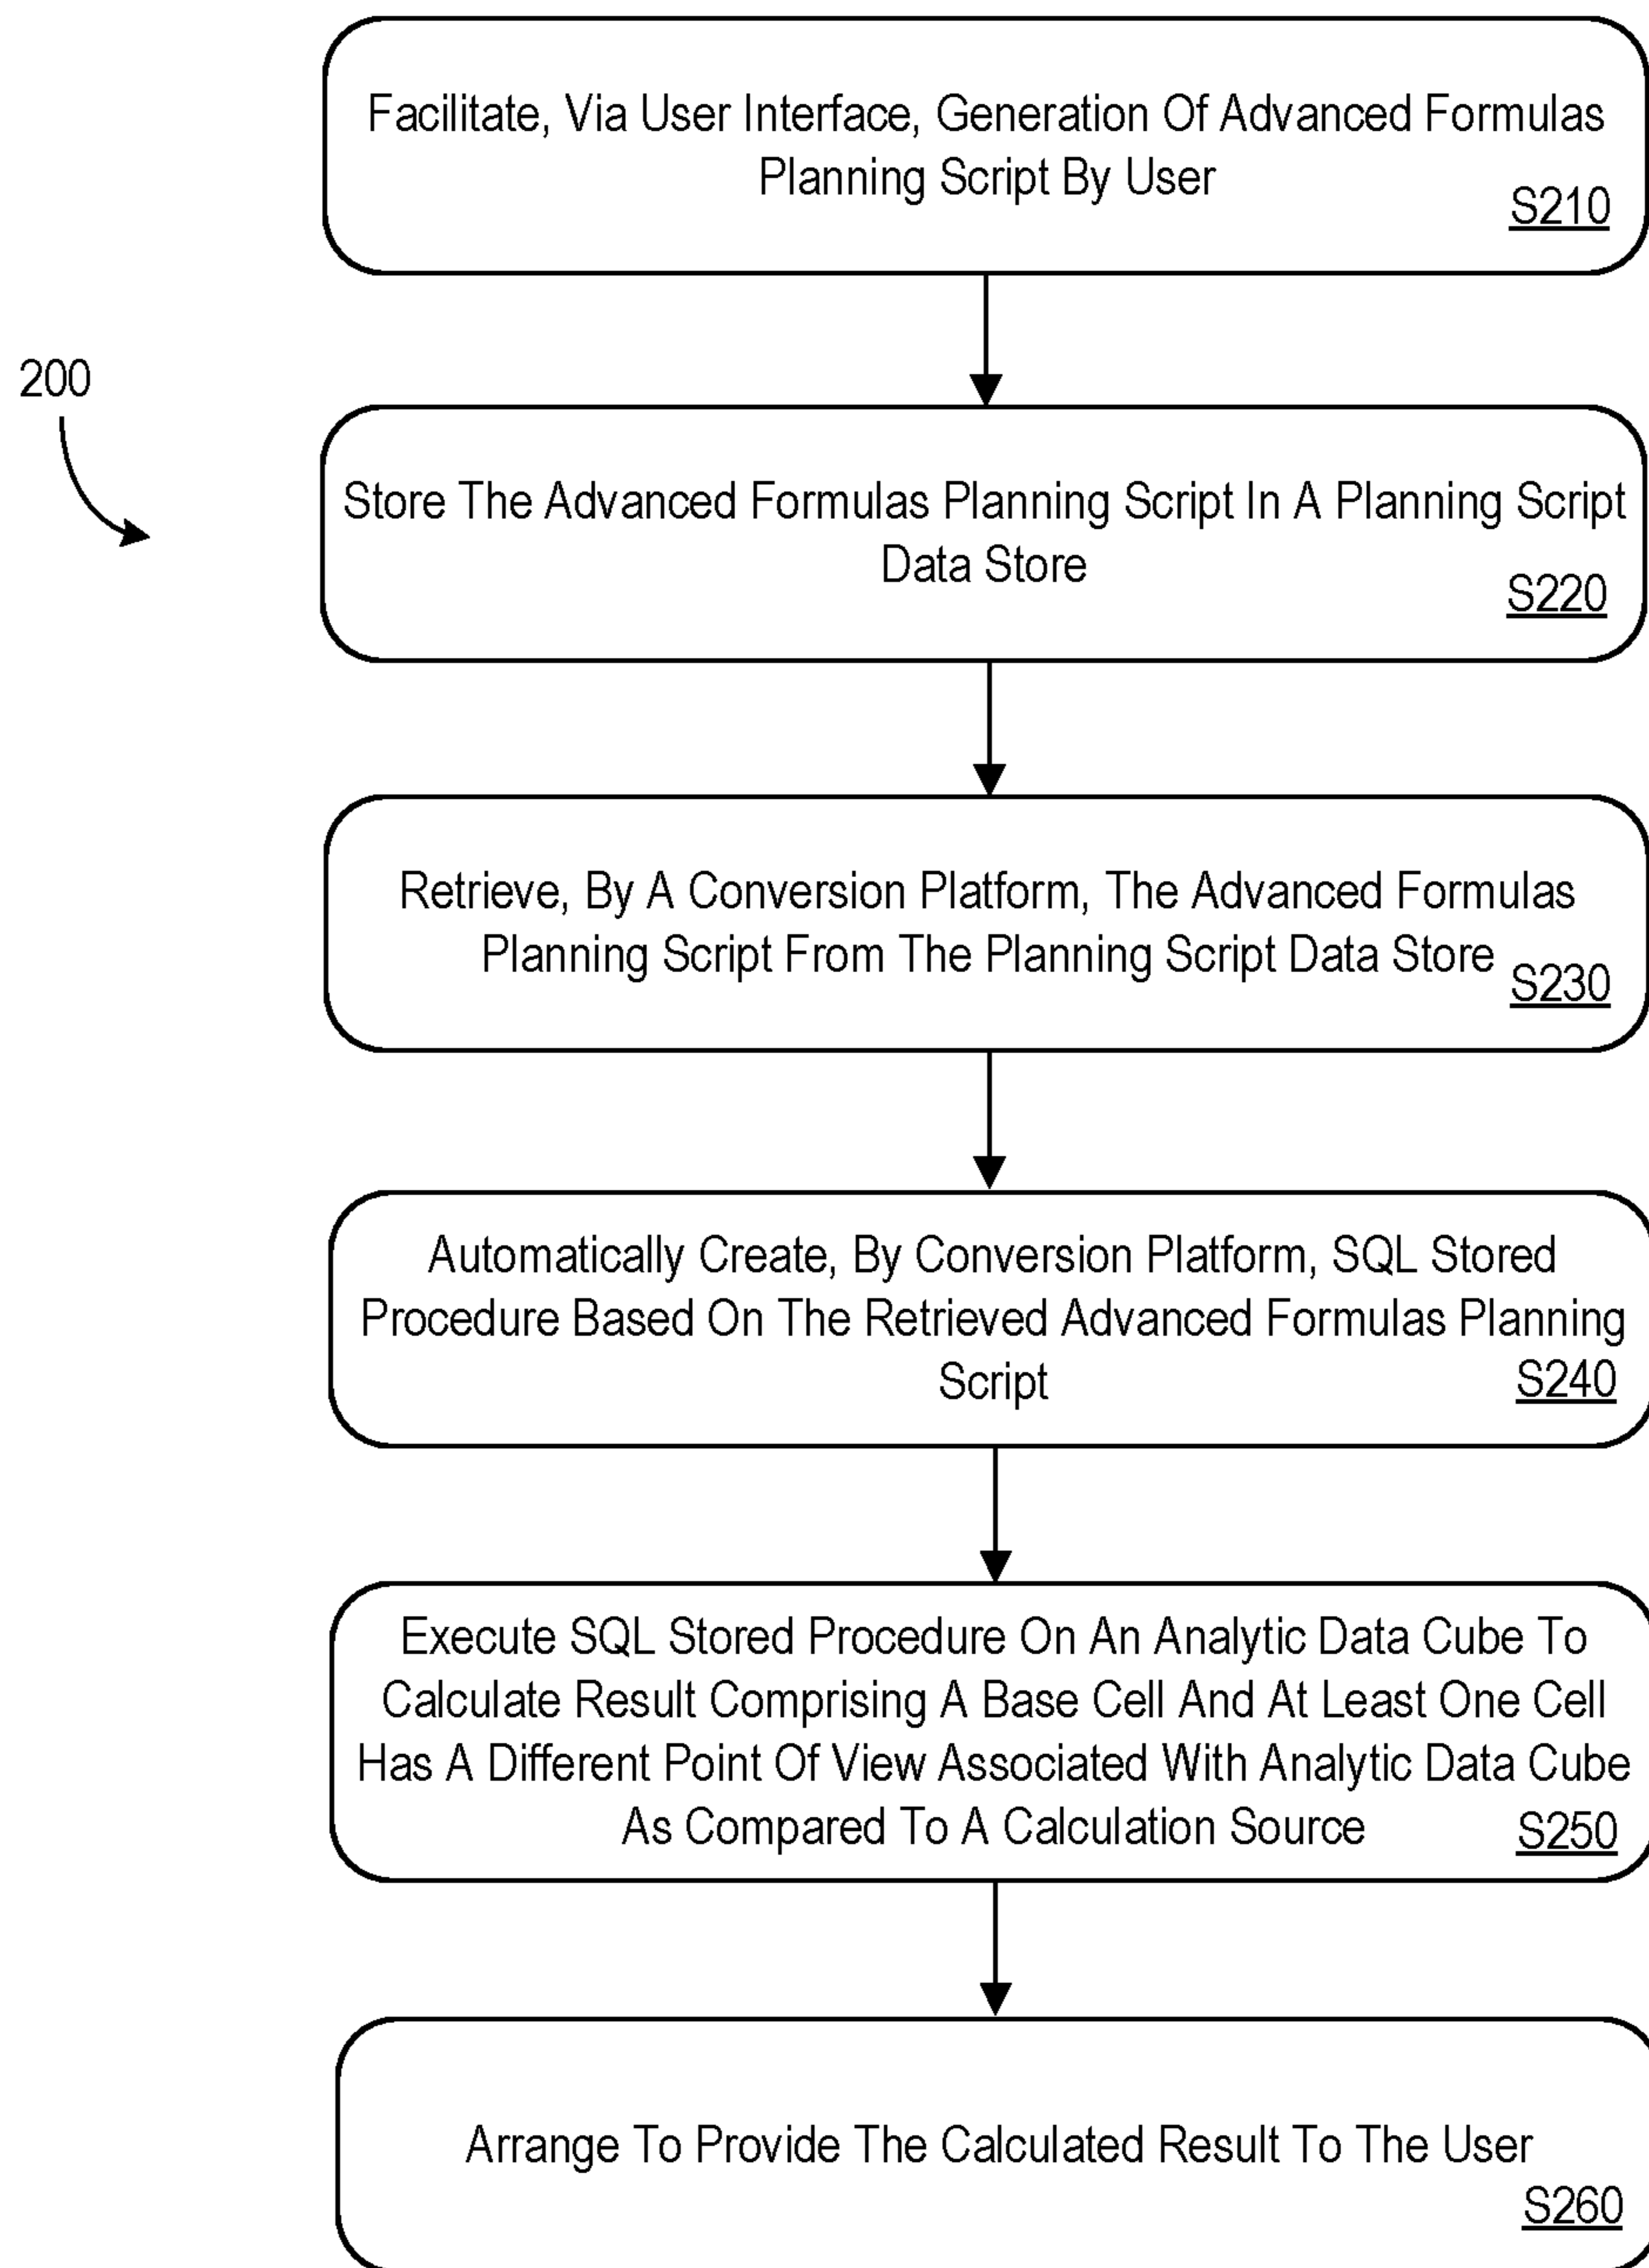 Facilitate, Via User Interface, Generation Of Advanced Formulas
Planning Script By User
S210
200
Store The Advanced Formulas Planning Script In A Planning Script
Data Store
S220
Retrieve, By A Conversion Platform, The Advanced Formulas
Planning Script From The Planning Script Data Store
S230
Automatically Create, By Conversion Platform, SQL Stored
Procedure Based On The Retrieved Advanced Formulas Planning
Script
S240
Execute SQL Stored Procedure On An Analytic Data Cube To
Calculate Result Comprising A Base Cell And At Least One Cell
Has A Different Point Of View Associated With Analytic Data Cube
As Compared To A Calculation Source
S250
Arrange To Provide The Calculated Result To The User
S260